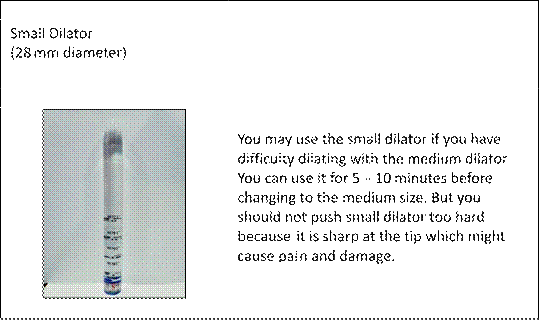 Small Dilator
(28 mm diameter)
You may use the small dilator if you have
difficulty dilating with the medium dilator
You can use it for 5 – 10 minutes before
changing to the medium size. But you
should not push small dilator too hard
because it is sharp at the tip which might
cause pain and damage.